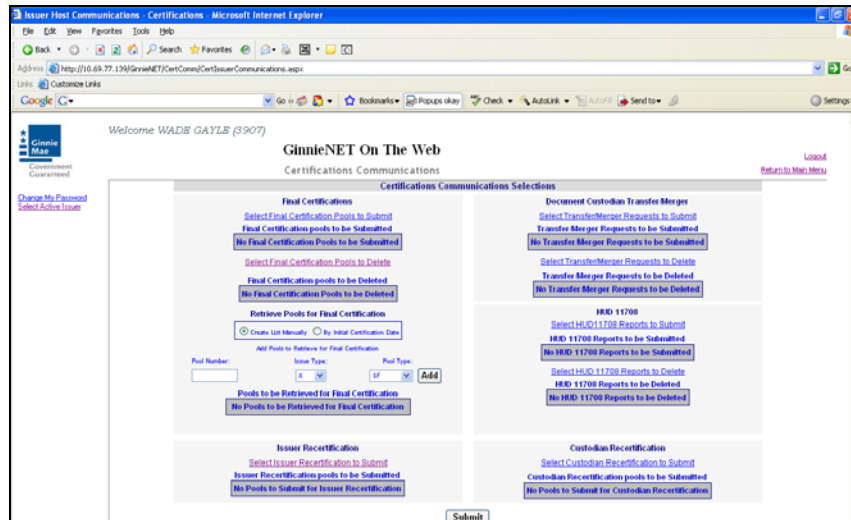 Issuer Host Communications - Certifications - Microsoft Internet Explorer
File Edit View Favorites Tools Help
Back Search Favorites
Address http://10.69.77.139/GinnieNET/CertComm/CertIssuerCommunications.aspx Go
Links Customize Links
Google G Go Bookmarks Popups okay Check AutoLink AutoFill Send to Settings
Welcome WADE GAYLE (3907)
Ginnie Mae
Government Guaranteed
GinnieNET On The Web
Logout
Certifications Communications
Return to Main Menu
Change My Password
Select Active Issuer
Certifications Communications Selections
Final Certifications
Select Final Certification Pools to Submit
Final Certification pools to be Submitted
No Final Certification Pools to be Submitted
Select Final Certification Pools to Delete
Final Certification pools to be Deleted
No Final Certification Pools to be Deleted
Retrieve Pools for Final Certification
Create List Manually By Initial Certification Date
Add Pools to Retrieve for Final Certification
Pool Number: Issue Type: Pool Type:
X SF Add
Pools to be Retrieved for Final Certification
No Pools to be Retrieved for Final Certification
Document Custodian Transfer Merger
Select Transfer/Merger Requests to Submit
Transfer Merger Requests to be Submitted
No Transfer Merger Requests to be Submitted
Select Transfer/Merger Requests to Delete
Transfer Merger Requests to be Deleted
No Transfer Merger Requests to be Deleted
HUD 11708
Select HUD11708 Reports to Submit
HUD 11708 Reports to be Submitted
No HUD 11708 Reports to be Submitted
Select HUD 11708 Reports to Delete
HUD 11708 Reports to be Deleted
No HUD 11708 Reports to be Deleted
Issuer Recertification
Select Issuer Recertification to Submit
Issuer Recertification pools to be Submitted
No Pools to Submit for Issuer Recertification
Custodian Recertification
Select Custodian Recertification to Submit
Custodian Recertification pools to be Submitted
No Pools to Submit for Custodian Recertification
Submit